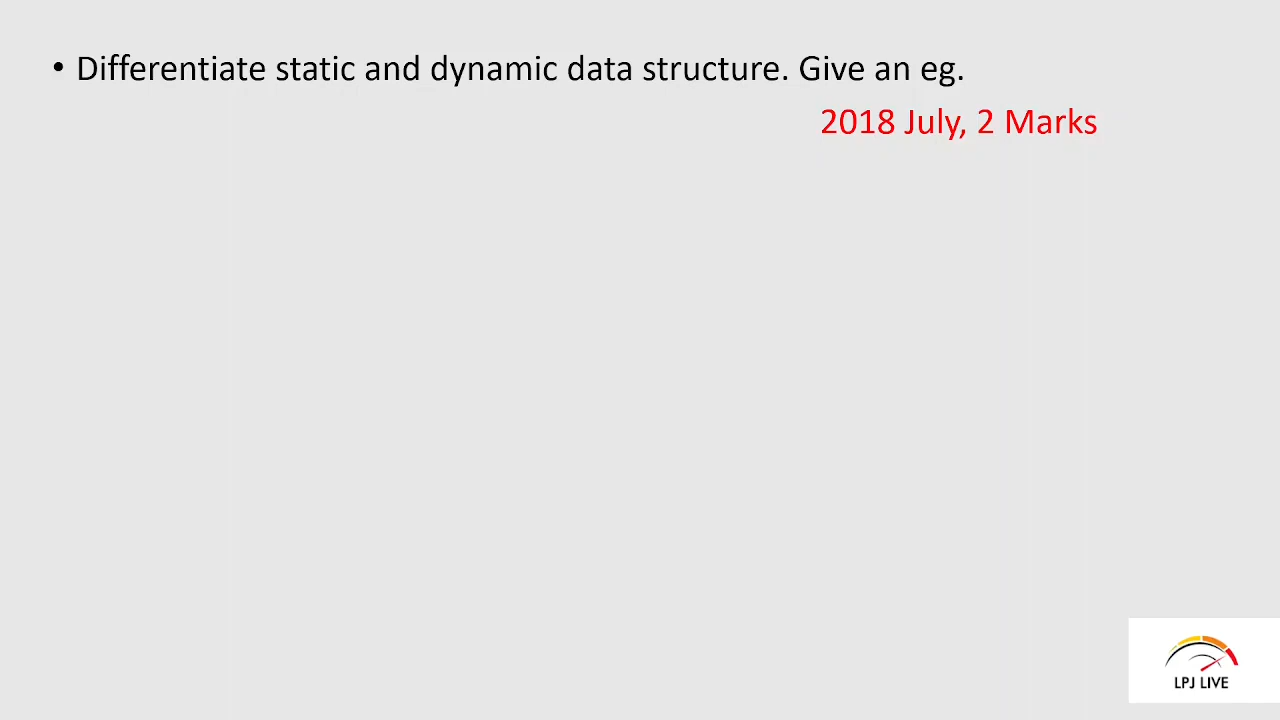 • Differentiate static and dynamic data structure. Give an eg.
2018 July, 2 Marks
LPJ LIVE